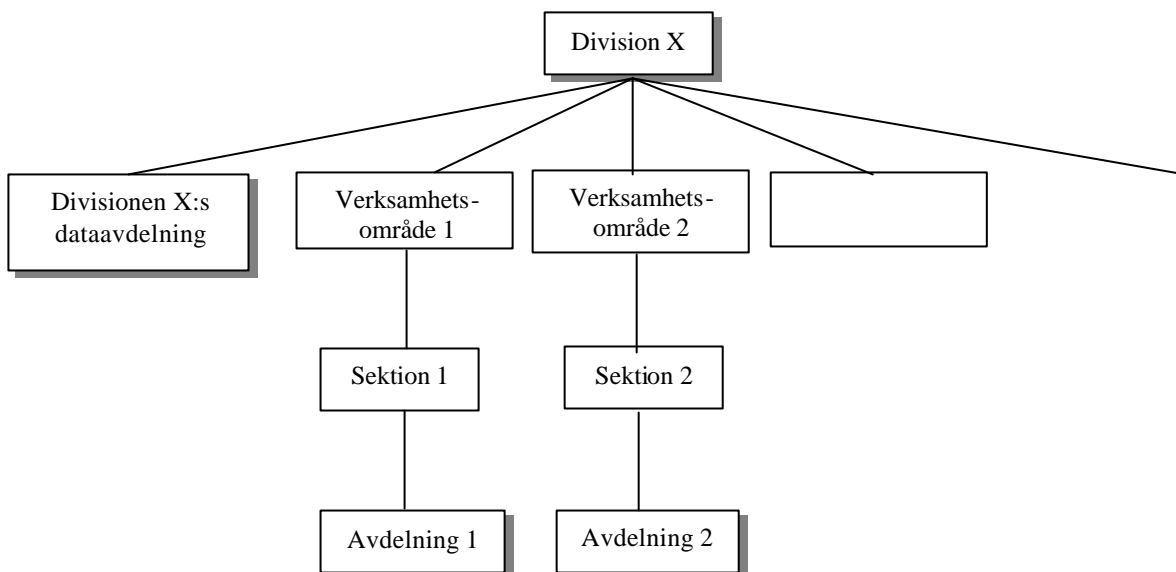 Division X
Divisionen X:s
dataavdelning
Verksamhets-
område 1
Verksamhets-
område 2
Sektion 1
Sektion 2
Avdelning 1
Avdelning 2